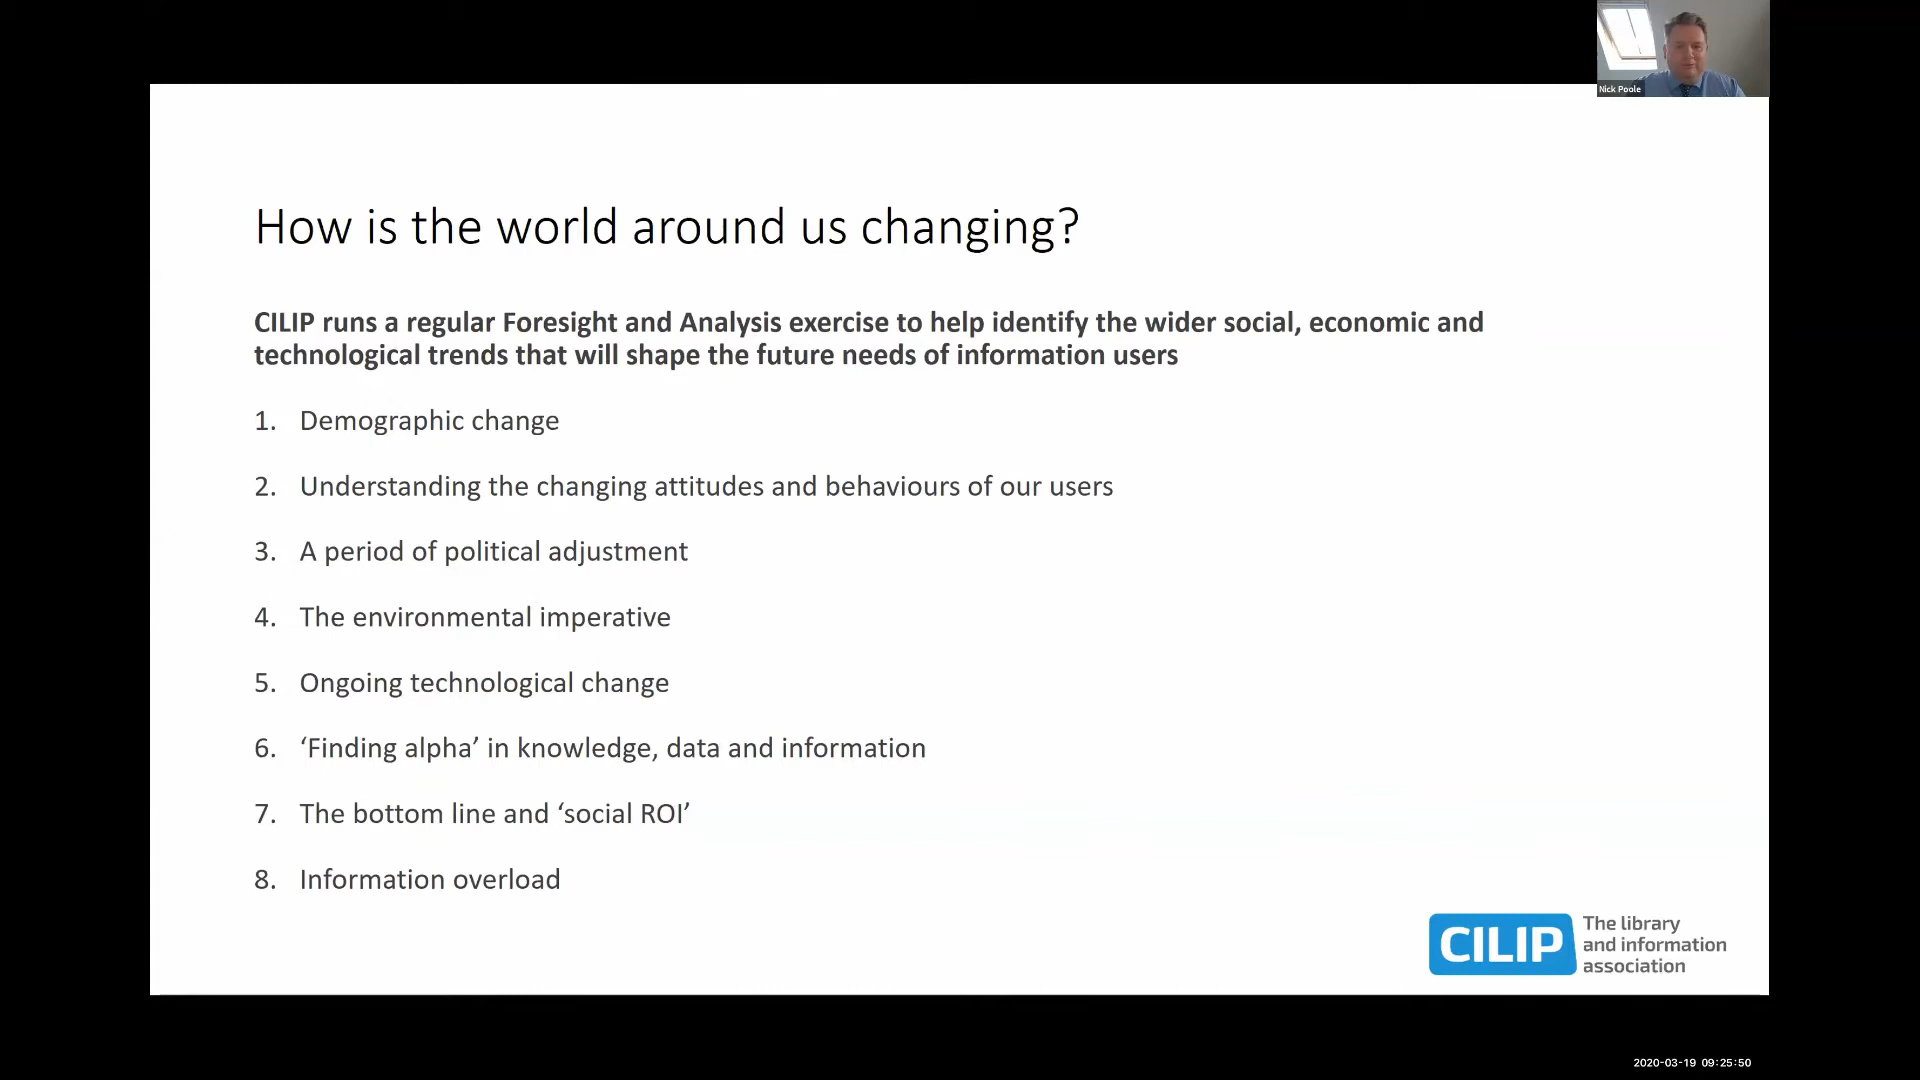 Nick Poole
How is the world around us changing?
CILIP runs a regular Foresight and Analysis exercise to help identify the wider social, economic and
technological trends that will shape the future needs of information users
1. Demographic change
2. Understanding the changing attitudes and behaviours of our users
3. A period of political adjustment
4. The environmental imperative
5. Ongoing technological change
6. ‘Finding alpha’ in knowledge, data and information
7. The bottom line and ‘social ROI’
8. Information overload
CILIP
The library
and information
association
2020-03-19 09:25:50